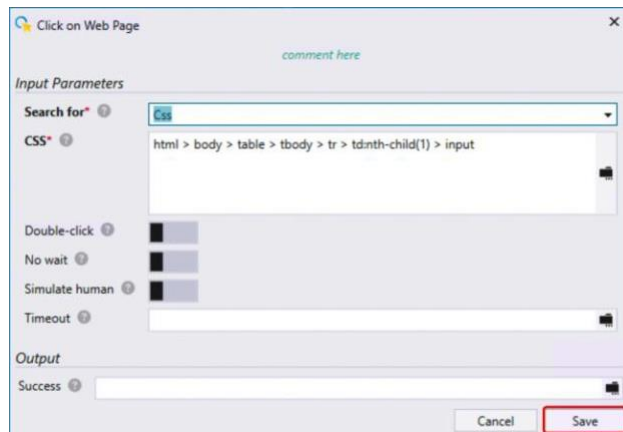 Click on Web Page
comment here
Input Parameters
Search for*
Css
CSS*
html > body > table > tbody > tr > td:nth-child(1) > input
Double-click
No wait
Simulate human
Timeout
Output
Success
Cancel Save